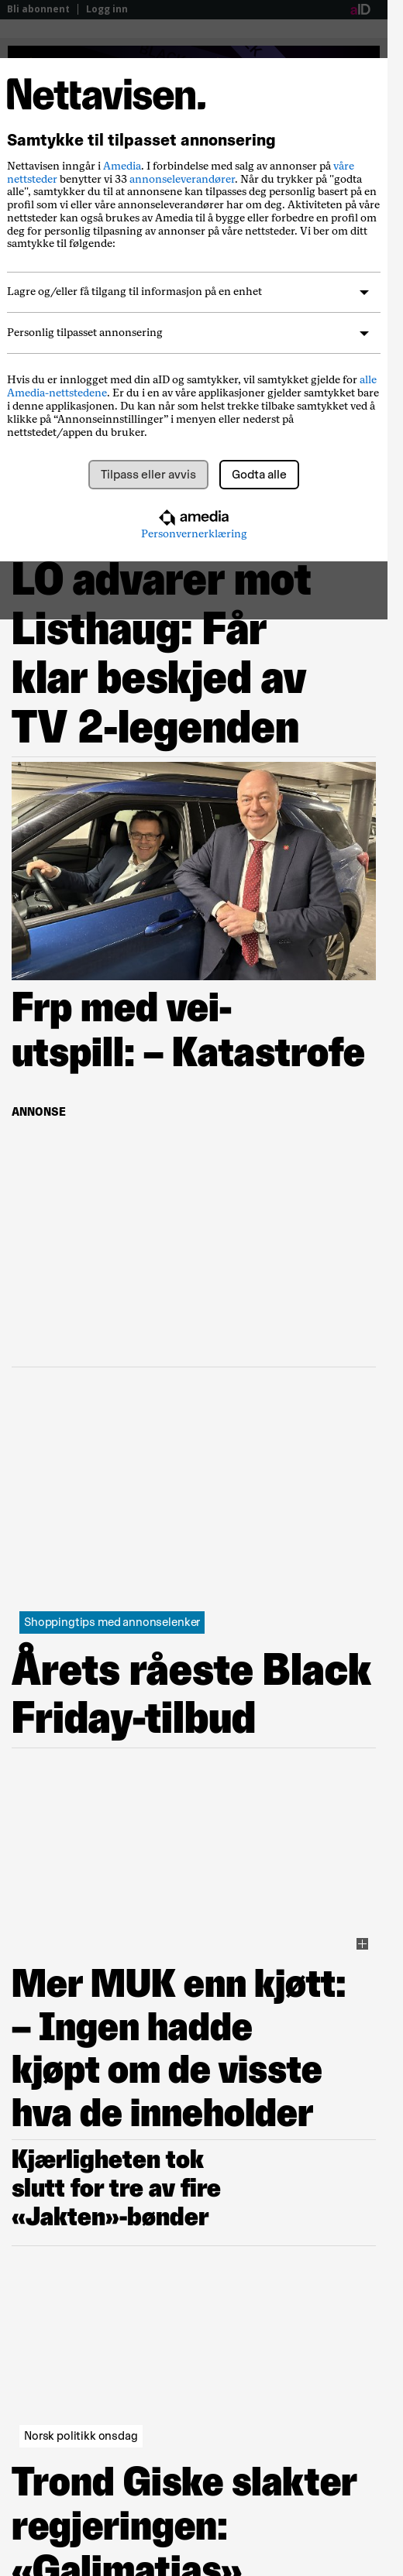 Bli abonnent | Logg inn
aID
Nettavisen.
Samtykke til tilpasset annonsering
Nettavisen inngår i Amedia. I forbindelse med salg av annonser på våre
nettsteder benytter vi 33 annonseleverandører. Når du trykker på "godta
alle", samtykker du til at annonsene kan tilpasses deg personlig basert på en
profil som vi eller våre annonseleverandører har om deg. Aktiviteten på våre
nettsteder kan også brukes av Amedia til å bygge eller forbedre en profil om
deg for personlig tilpasning av annonser på våre nettsteder. Vi ber om ditt
samtykke til følgende:
Lagre og/eller få tilgang til informasjon på en enhet
Personlig tilpasset annonsering
Hvis du er innlogget med din aID og samtykker, vil samtykket gjelde for alle
Amedia-nettstedene. Er du i en av våre applikasjoner gjelder samtykket bare
i denne applikasjonen. Du kan når som helst trekke tilbake samtykket ved å
klikke på “Annonseinnstillinger” i menyen eller nederst på
nettstedet/appen du bruker.
Tilpass eller avvis
Godta alle
amedia
Personvernerklæring
LO advarer mot
Listhaug: Får
klar beskjed av
TV 2-legenden
Frp med vei-
utspill: – Katastrofe
ANNONSE
Shoppingtips med annonselenker
Årets råeste Black
Friday-tilbud
Mer MUK enn kjøtt:
– Ingen hadde
kjøpt om de visste
hva de inneholder
Kjærligheten tok
slutt for tre av fire
«Jakten»-bønder
Norsk politikk onsdag
Trond Giske slakter
regjeringen:
«Galimatias»